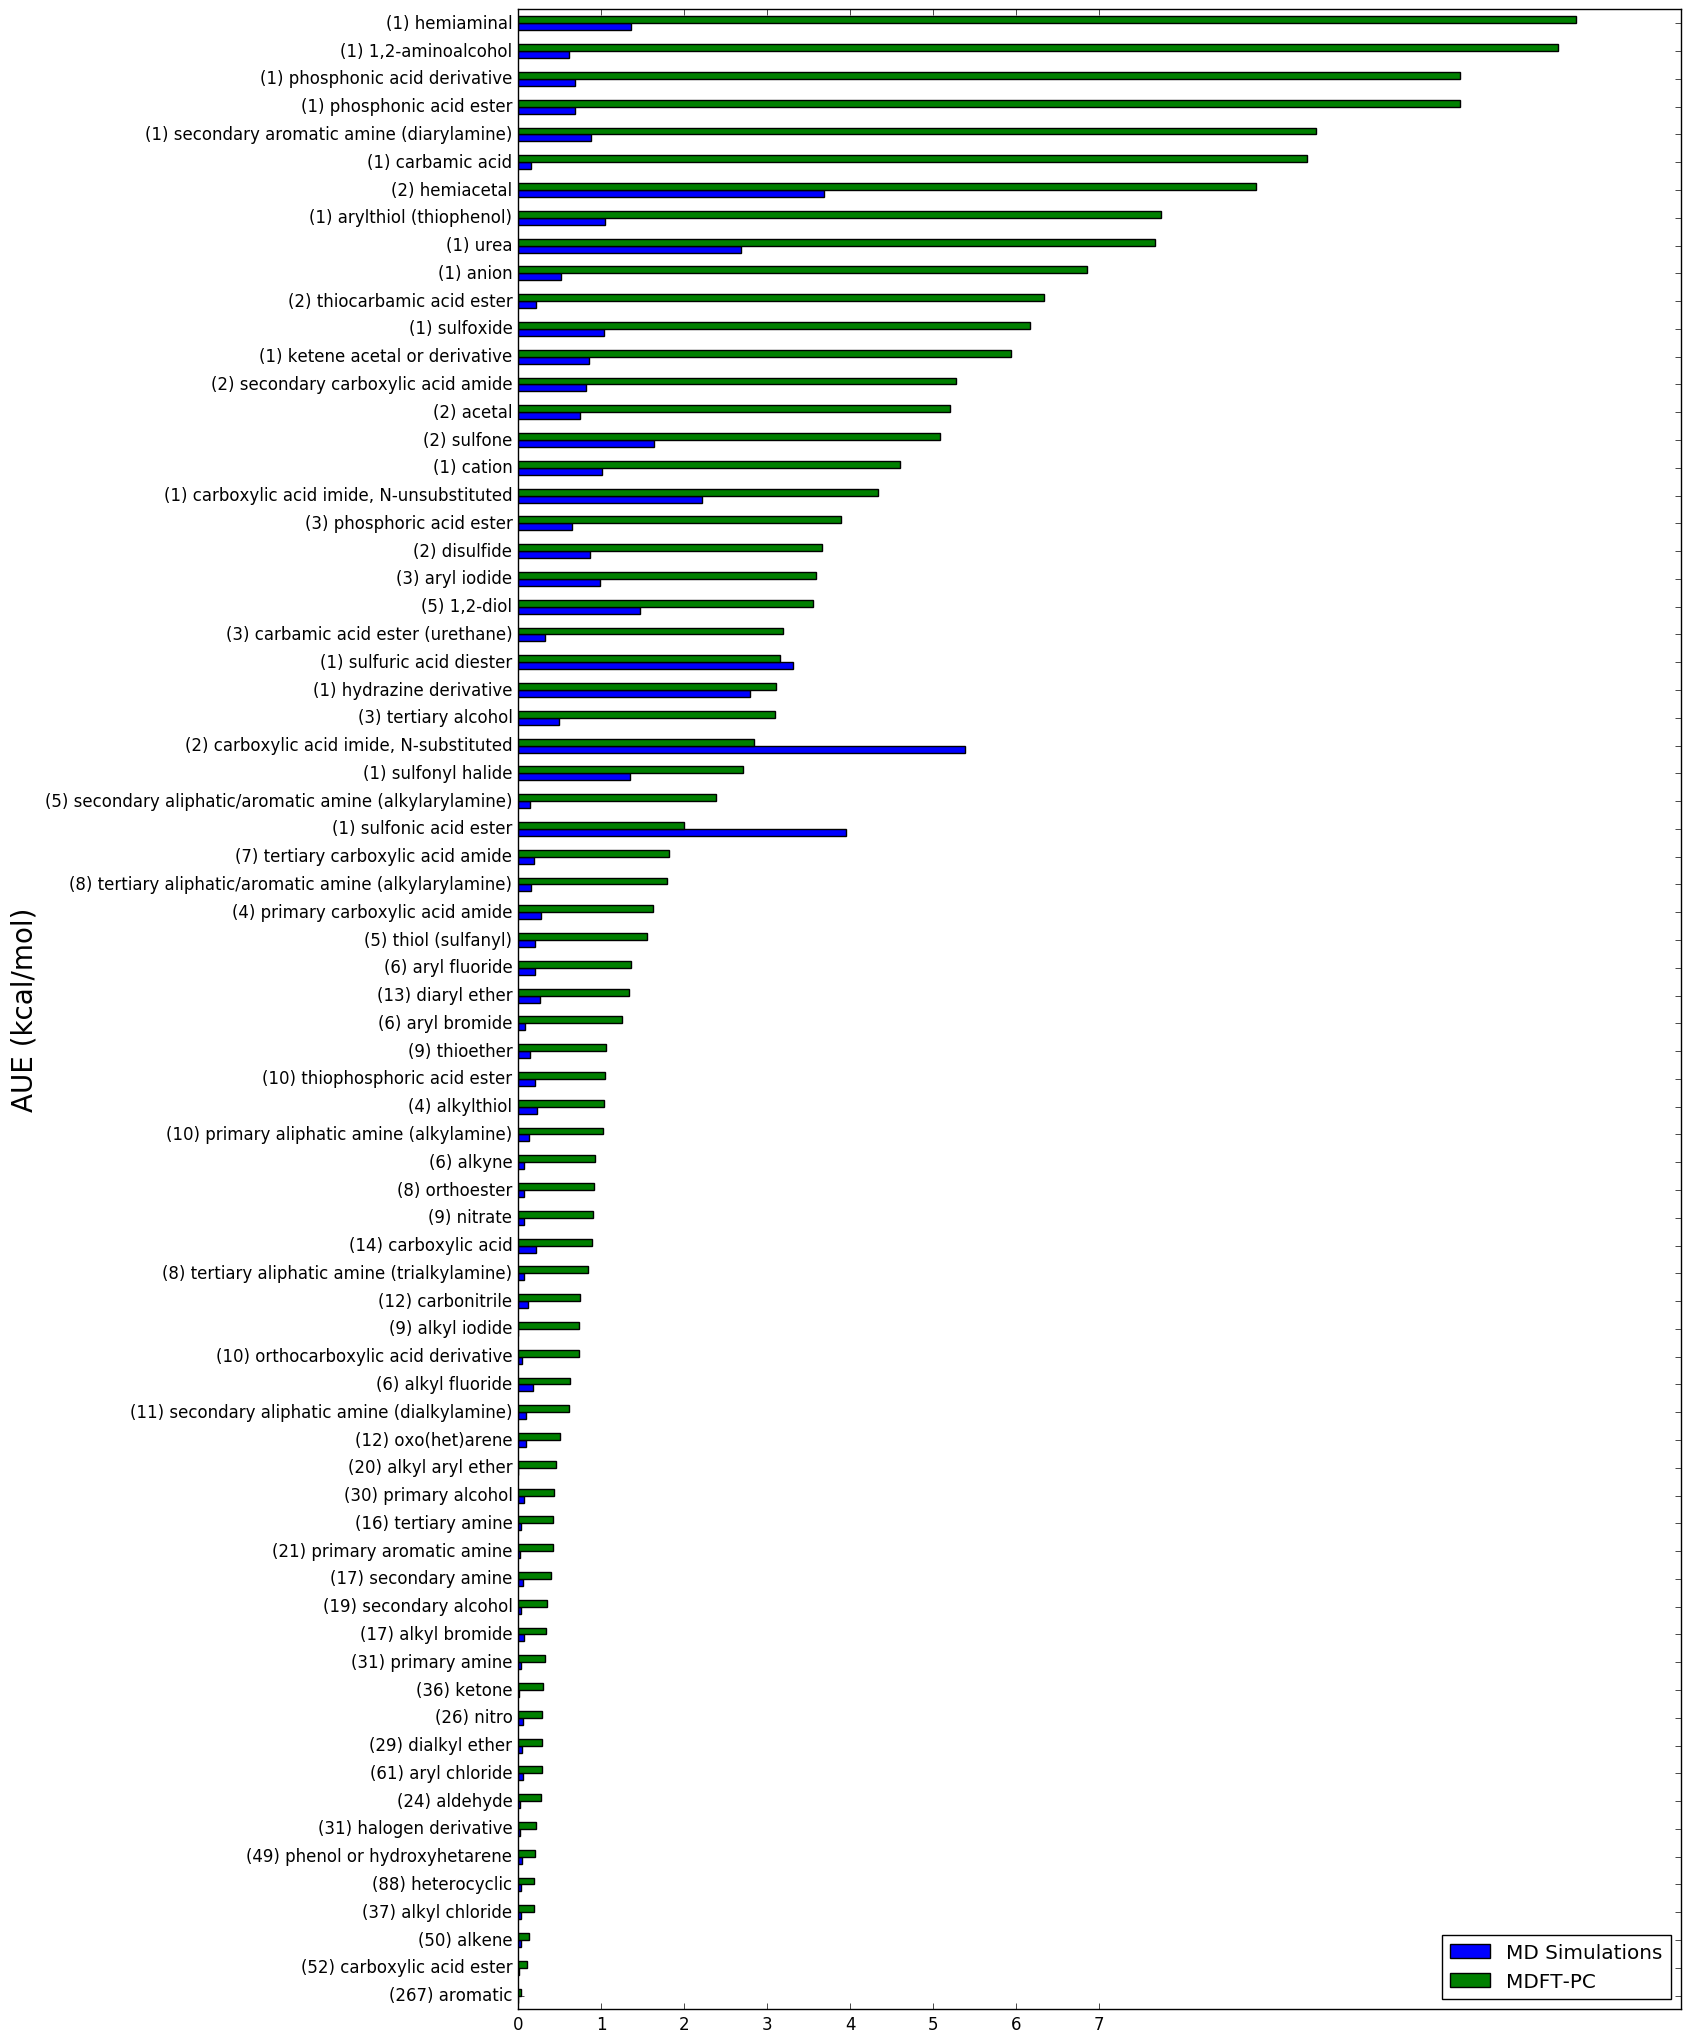 (1) hemiaminal
(1) 1,2-aminoalcohol
(1) phosphonic acid derivative
(1) phosphonic acid ester
(1) secondary aromatic amine (diarylamine)
(1) carbamic acid
(2) hemiacetal
(1) arylthiol (thiophenol)
(1) urea
(1) anion
(2) thiocarbamic acid ester
(1) sulfoxide
(1) ketene acetal or derivative
(2) secondary carboxylic acid amide
(2) acetal
(2) sulfone
(1) cation
(1) carboxylic acid imide, N-unsubstituted
(3) phosphoric acid ester
(2) disulfide
(3) aryl iodide
(5) 1,2-diol
(3) carbamic acid ester (urethane)
(1) sulfuric acid diester
(1) hydrazine derivative
(3) tertiary alcohol
(2) carboxylic acid imide, N-substituted
(1) sulfonyl halide
(5) secondary aliphatic/aromatic amine (alkylarylamine)
(1) sulfonic acid ester
(7) tertiary carboxylic acid amide
(8) tertiary aliphatic/aromatic amine (alkylarylamine)
(4) primary carboxylic acid amide
(5) thiol (sulfanyl)
(6) aryl fluoride
(13) diaryl ether
(6) aryl bromide
(9) thioether
(10) thiophosphoric acid ester
(4) alkylthiol
(10) primary aliphatic amine (alkylamine)
(6) alkyne
(8) orthoester
(9) nitrate
(14) carboxylic acid
(8) tertiary aliphatic amine (trialkylamine)
(12) carbonitrile
(9) alkyl iodide
(10) orthocarboxylic acid derivative
(6) alkyl fluoride
(11) secondary aliphatic amine (dialkylamine)
(12) oxo(het)arene
(20) alkyl aryl ether
(30) primary alcohol
(16) tertiary amine
(21) primary aromatic amine
(17) secondary amine
(19) secondary alcohol
(17) alkyl bromide
(31) primary amine
(36) ketone
(26) nitro
(29) dialkyl ether
(61) aryl chloride
(24) aldehyde
(31) halogen derivative
(49) phenol or hydroxyhetarene
(88) heterocyclic
(37) alkyl chloride
(50) alkene
(52) carboxylic acid ester
(267) aromatic
AUE (kcal/mol)
0 1 2 3 4 5 6 7
MD Simulations
MDFT-PC